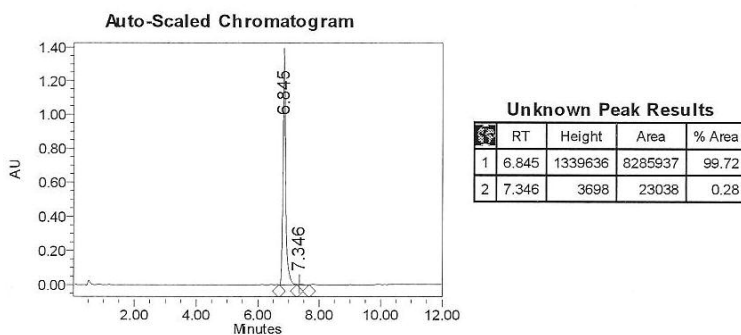 Auto-Scaled Chromatogram
1.40
1.20
1.00
0.80
0.60
0.40
0.20
0.00
AU
6.845
7.346
2.00
4.00
6.00
8.00
10.00
12.00
Minutes
Unknown Peak Results
RT Height Area % Area
1 6.845 1339636 8285937 99.72
2 7.346 3698 23038 0.28